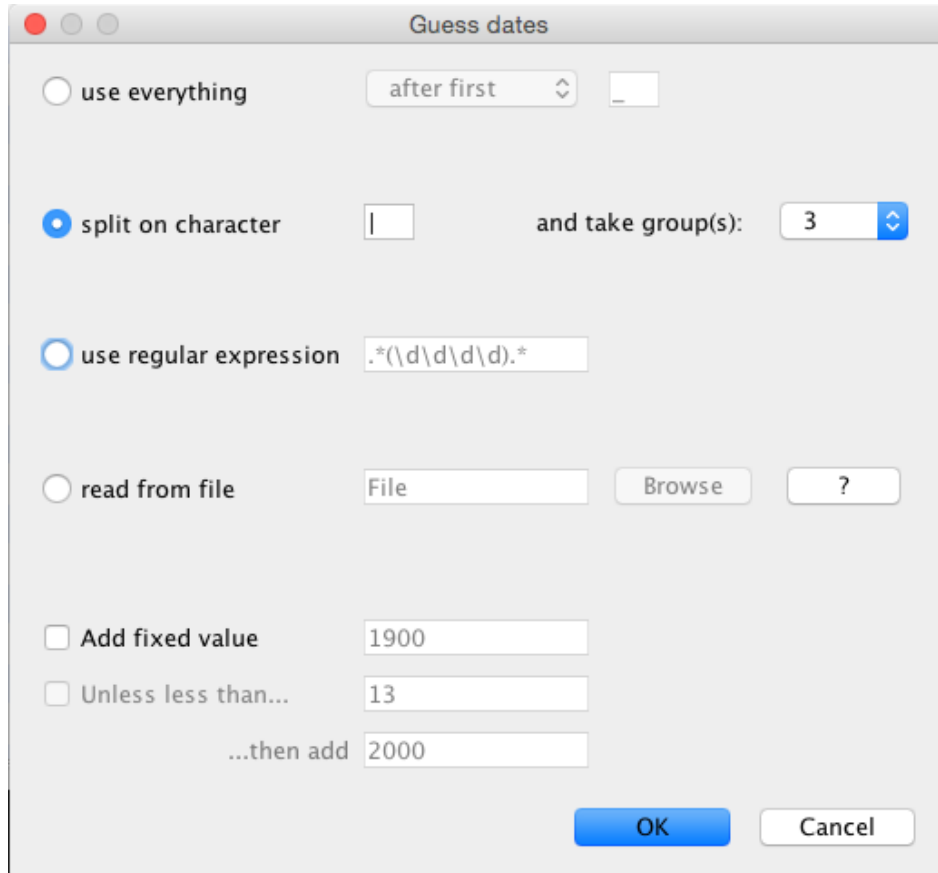 Guess dates
use everything after first _
split on character | and take group(s): 3
use regular expression .*(\d\d\d\d).*
read from file File Browse ?
Add fixed value 1900
Unless less than... 13
...then add 2000
OK Cancel